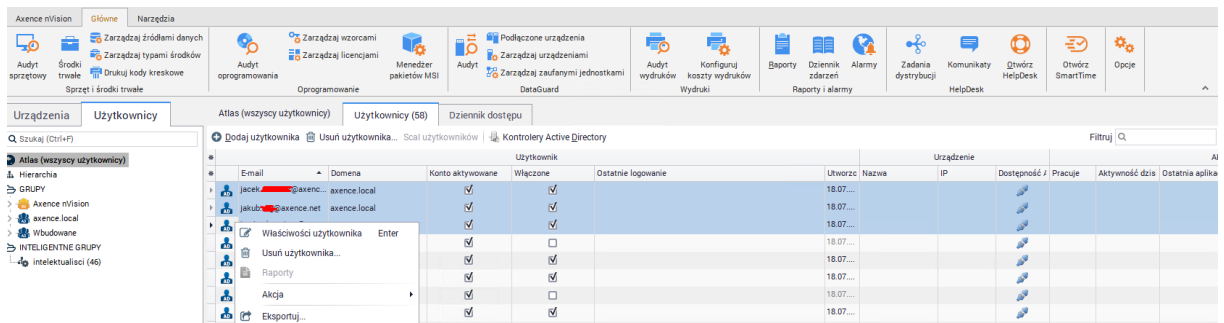 Axence nVision Główne Narzędzia
Audyt sprzętowy
Środki trwałe
Zarządzaj źródłami danych
Zarządzaj typami środków
Drukuj kody kreskowe
Sprzęt i środki trwałe
Audyt oprogramowania
Zarządzaj wzorcami
Zarządzaj licencjami
Menedżer pakietów MSI
Oprogramowanie
Audyt
Podłączone urządzenia
Zarządzaj urządzeniami
Zarządzaj zaufanymi jednostkami
DataGuard
Audyt wydruków
Konfiguruj koszty wydruków
Wydruki
Raporty
Dziennik zdarzeń
Alarmy
Raporty i alarmy
Zadania dystrybucji
Komunikaty
Otwórz HelpDesk
HelpDesk
Otwórz SmartTime
Opcje
Urządzenia Użytkownicy
Szukaj (Ctrl+F)
Atlas (wszyscy użytkownicy)
Hierarchia
GRUPY
Axence nVision
axence.local
Wbudowane
INTELIGENTNE GRUPY
intelektualisci (46)
Atlas (wszyscy użytkownicy) Użytkownicy (58) Dziennik dostępu
Dodaj użytkownika Usuń użytkownika... Scal użytkowników Kontrolery Active Directory Filtruj
Użytkownik Urządzenie
E-mail Domena Konto aktywowane Włączone Ostatnie logowanie Utworzc Nazwa IP Dostępność A Pracuje Aktywność dzis Ostatnia aplika
jacek. @axenc... axence.local 18.07....
jakub @axence.net axence.local 18.07....
18.07....
Właściwości użytkownika Enter 18.07....
Usuń użytkownika... 18.07....
Raporty 18.07....
Akcja 18.07....
Eksportuj... 18.07....